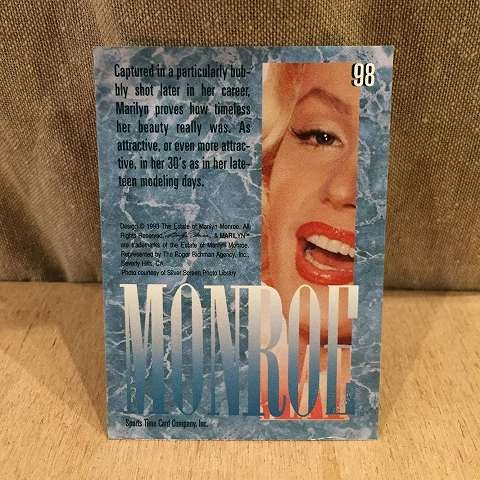 98
Captured in a particularly bub-
bly shot later in her career,
Marilyn proves how timeless
her beauty really was. As
attractive, or even more attrac-
tive, in her 30's as in her late-
teen modeling days.
Design © 1993 The Estate of Marilyn Monroe. All
Rights Reserved. & MARILYN™
are trademarks of the Estate of Marilyn Monroe.
Represented by The Roger Richman Agency, Inc.,
Beverly Hills, CA.
Photo courtesy of Silver Screen Photo Library
MONROE
Sports Time Card Company, Inc.